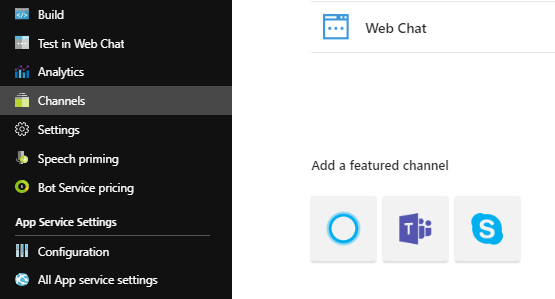 Build
Test in Web Chat
Analytics
Channels
Settings
Speech priming
Bot Service pricing
App Service Settings
Configuration
All App service settings
Web Chat
Add a featured channel